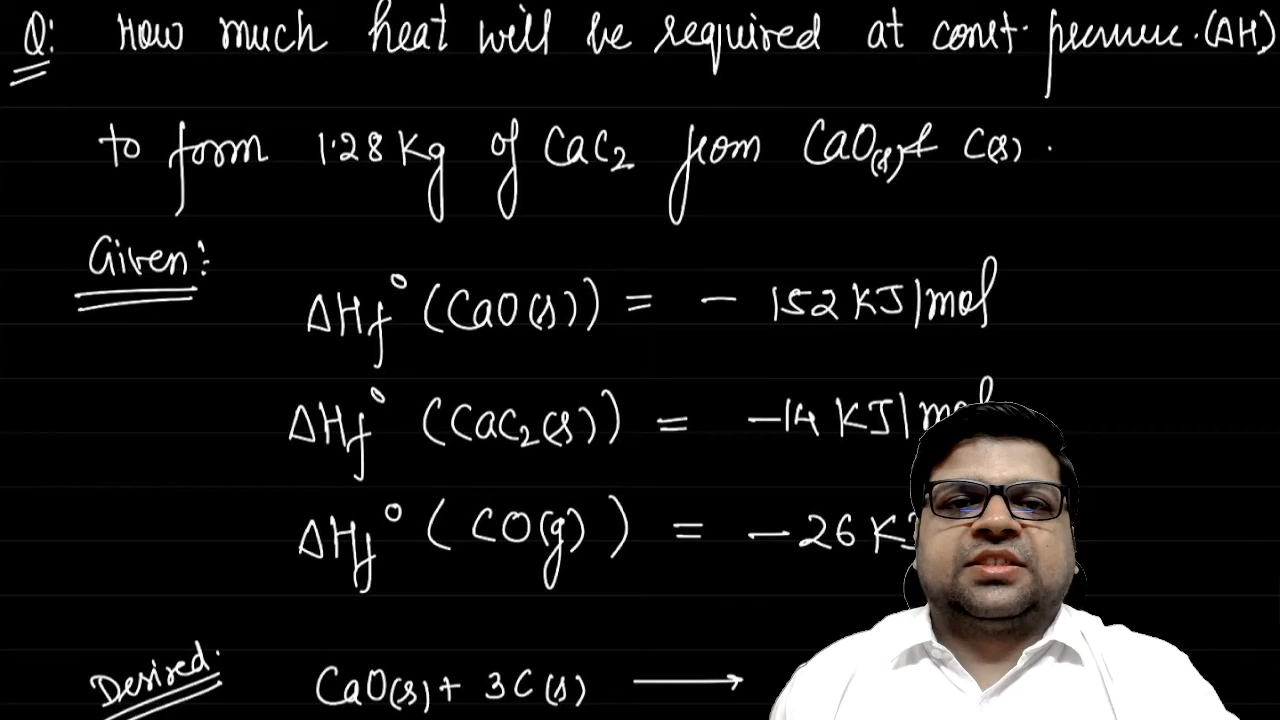 Q: How much heat will be required at const. pressure. (ΔH)
to form 1.28 Kg of CaC₂ from CaO(s) & C(s).
Given:
ΔHf° (CaO(s)) = - 152 KJ/mol
ΔHf° (CaC₂(s)) = -14 KJ/mol
ΔHf° (CO(g)) = -26 KJ
Desired.
CaO(s) + 3C(s) ⟶